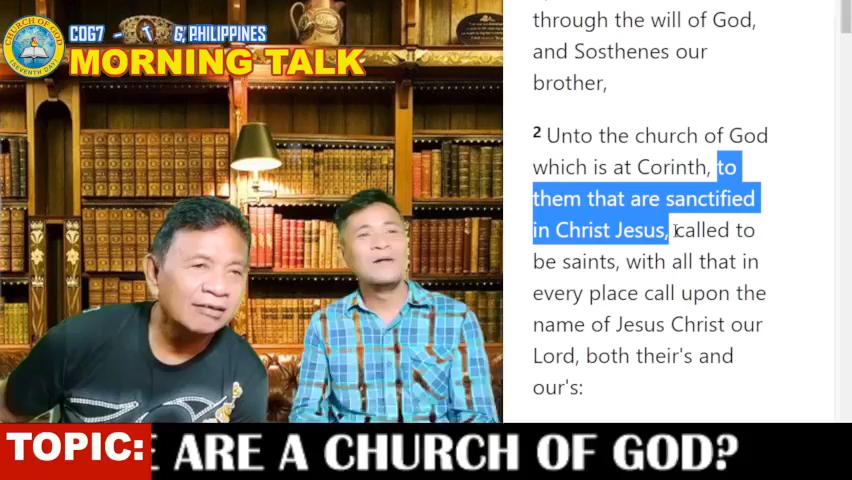 CHURCH OF GOD
(SEVENTH DAY)
COG7 - G, PHILIPPINES
MORNING TALK
through the will of God,
and Sosthenes our
brother,
2 Unto the church of God
which is at Corinth, to
them that are sanctified
in Christ Jesus, called to
be saints, with all that in
every place call upon the
name of Jesus Christ our
Lord, both their's and
our's:
TOPIC: E ARE A CHURCH OF GOD?